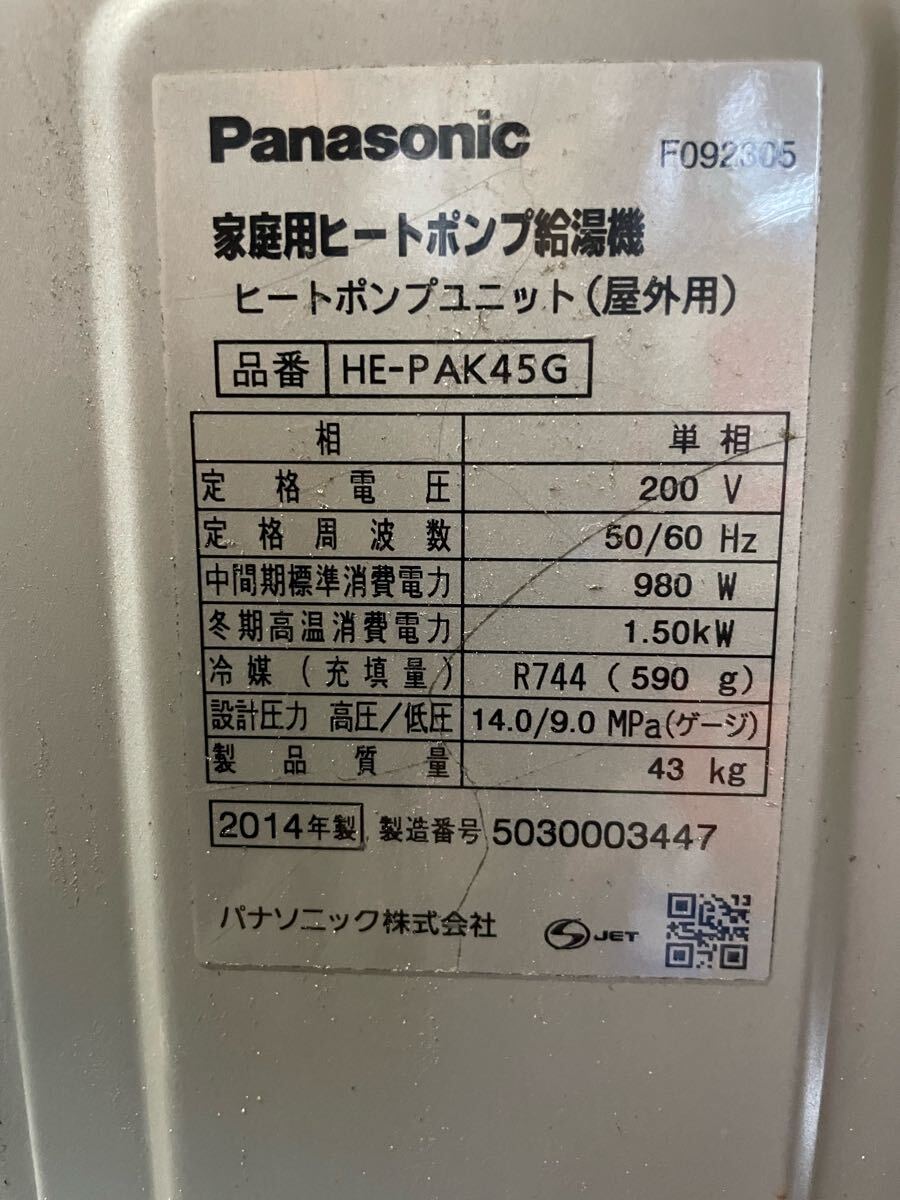 Panasonic
F092305
家庭用ヒートポンプ給湯機
ヒートポンプユニット(屋外用)
品番 HE-PAK45G
相 単相
定格電圧 200 V
定格周波数 50/60 Hz
中間期標準消費電力 980 W
冬期高温消費電力 1.50kW
冷媒(充填量) R744 (590 g)
設計圧力 高圧/低圧 14.0/9.0 MPa(ゲージ)
製品質量 43 kg
2014年製 製造番号 5030003447
パナソニック株式会社
S JET